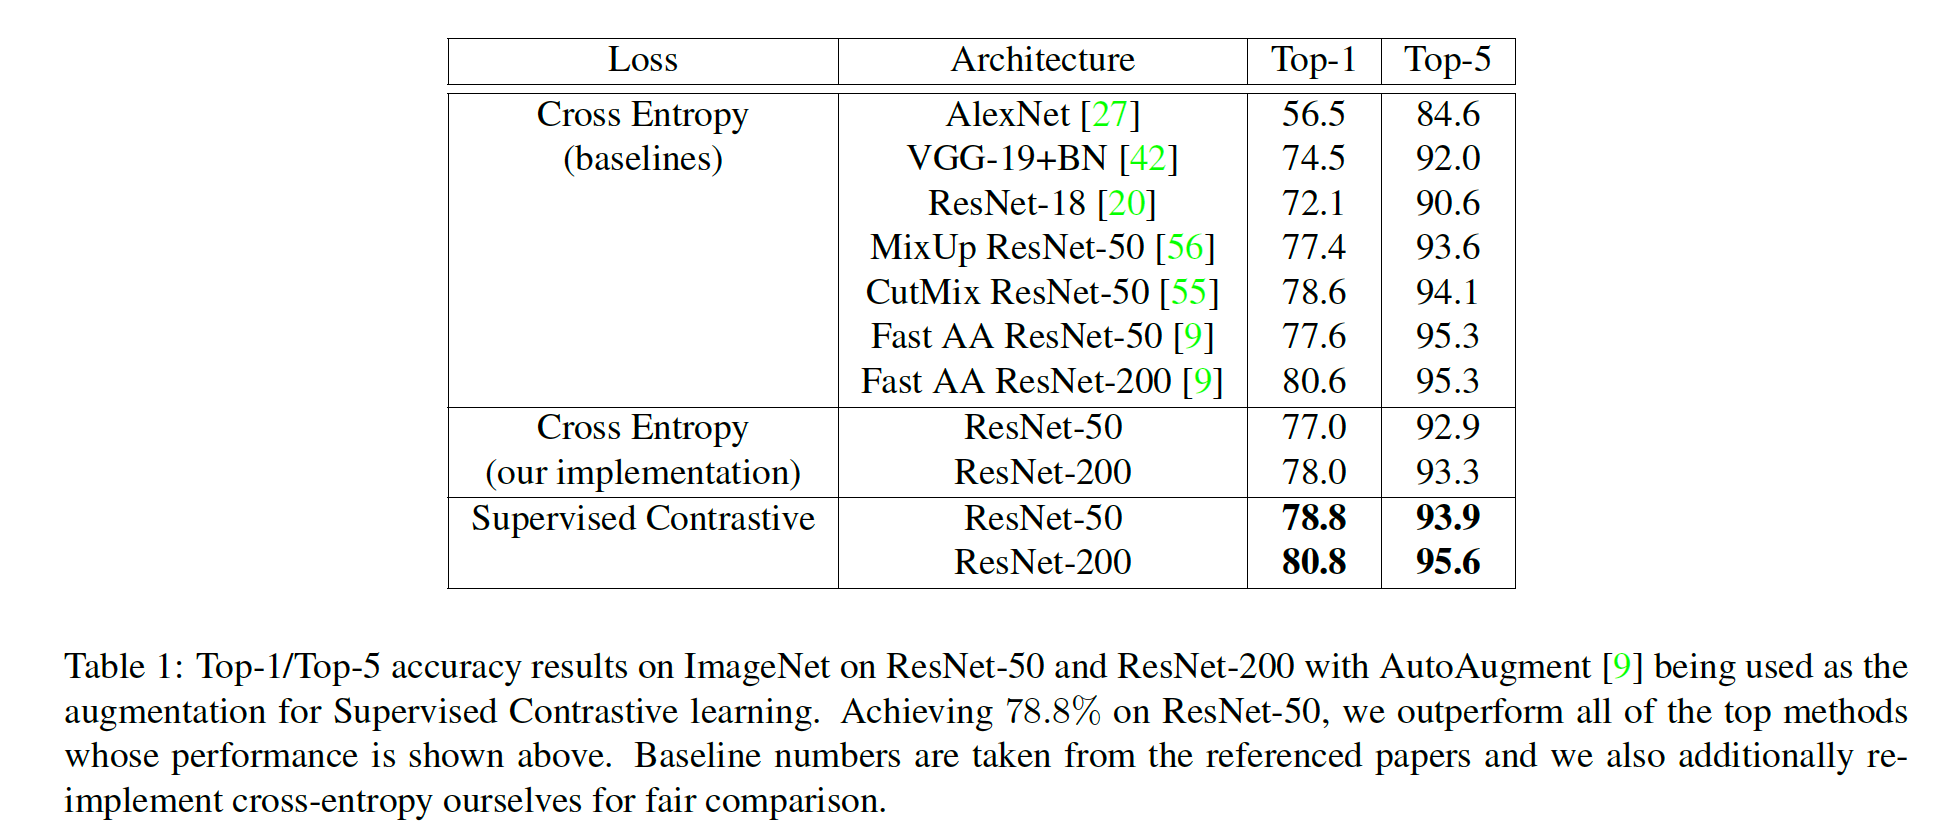 Loss Architecture Top-1 Top-5
Cross Entropy AlexNet [27] 56.5 84.6
(baselines) VGG-19+BN [42] 74.5 92.0
ResNet-18 [20] 72.1 90.6
MixUp ResNet-50 [56] 77.4 93.6
CutMix ResNet-50 [55] 78.6 94.1
Fast AA ResNet-50 [9] 77.6 95.3
Fast AA ResNet-200 [9] 80.6 95.3
Cross Entropy ResNet-50 77.0 92.9
(our implementation) ResNet-200 78.0 93.3
Supervised Contrastive ResNet-50 78.8 93.9
ResNet-200 80.8 95.6
Table 1: Top-1/Top-5 accuracy results on ImageNet on ResNet-50 and ResNet-200 with AutoAugment [9] being used as the
augmentation for Supervised Contrastive learning. Achieving 78.8% on ResNet-50, we outperform all of the top methods
whose performance is shown above. Baseline numbers are taken from the referenced papers and we also additionally re-
implement cross-entropy ourselves for fair comparison.